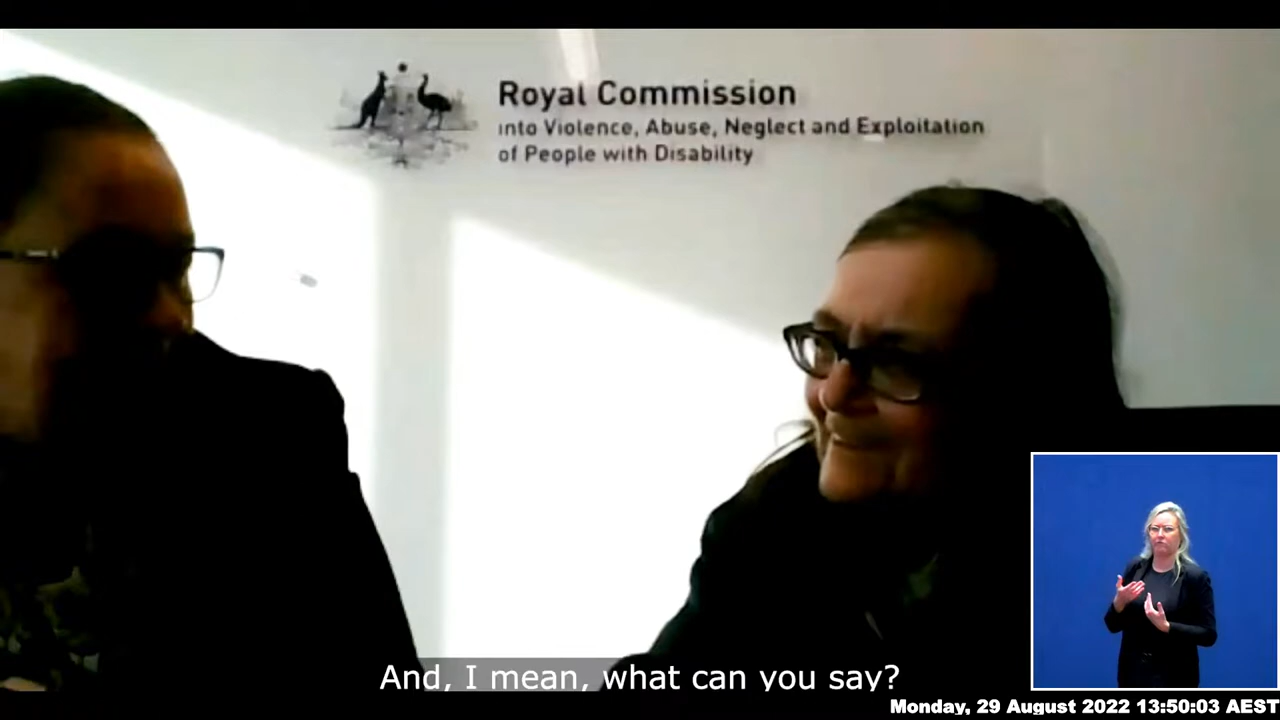 Royal Commission
into Violence, Abuse, Neglect and Exploitation
of People with Disability
And, I mean, what can you say?
Monday, 29 August 2022 13:50:03 AEST